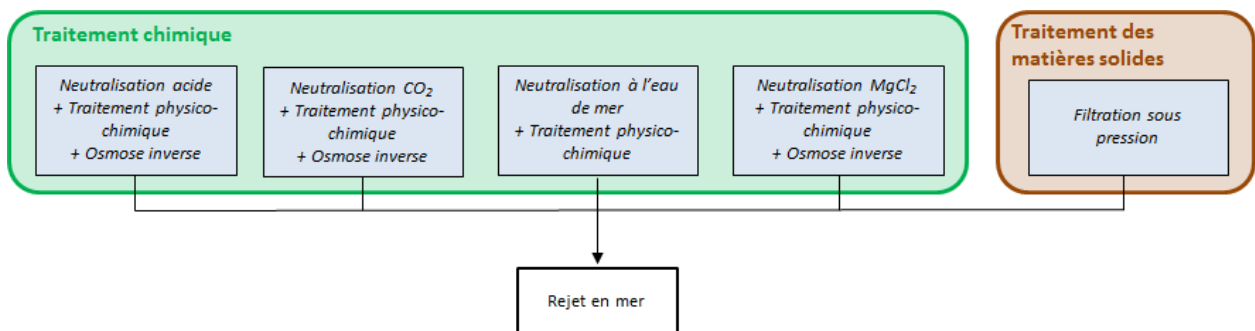 Traitement chimique
Neutralisation acide
+ Traitement physico-
chimique
+ Osmose inverse
Neutralisation CO₂
+ Traitement physico-
chimique
+ Osmose inverse
Neutralisation à l’eau
de mer
+ Traitement physico-
chimique
Neutralisation MgCl₂
+ Traitement physico-
chimique
+ Osmose inverse
Traitement des
matières solides
Filtration sous
pression
Rejet en mer